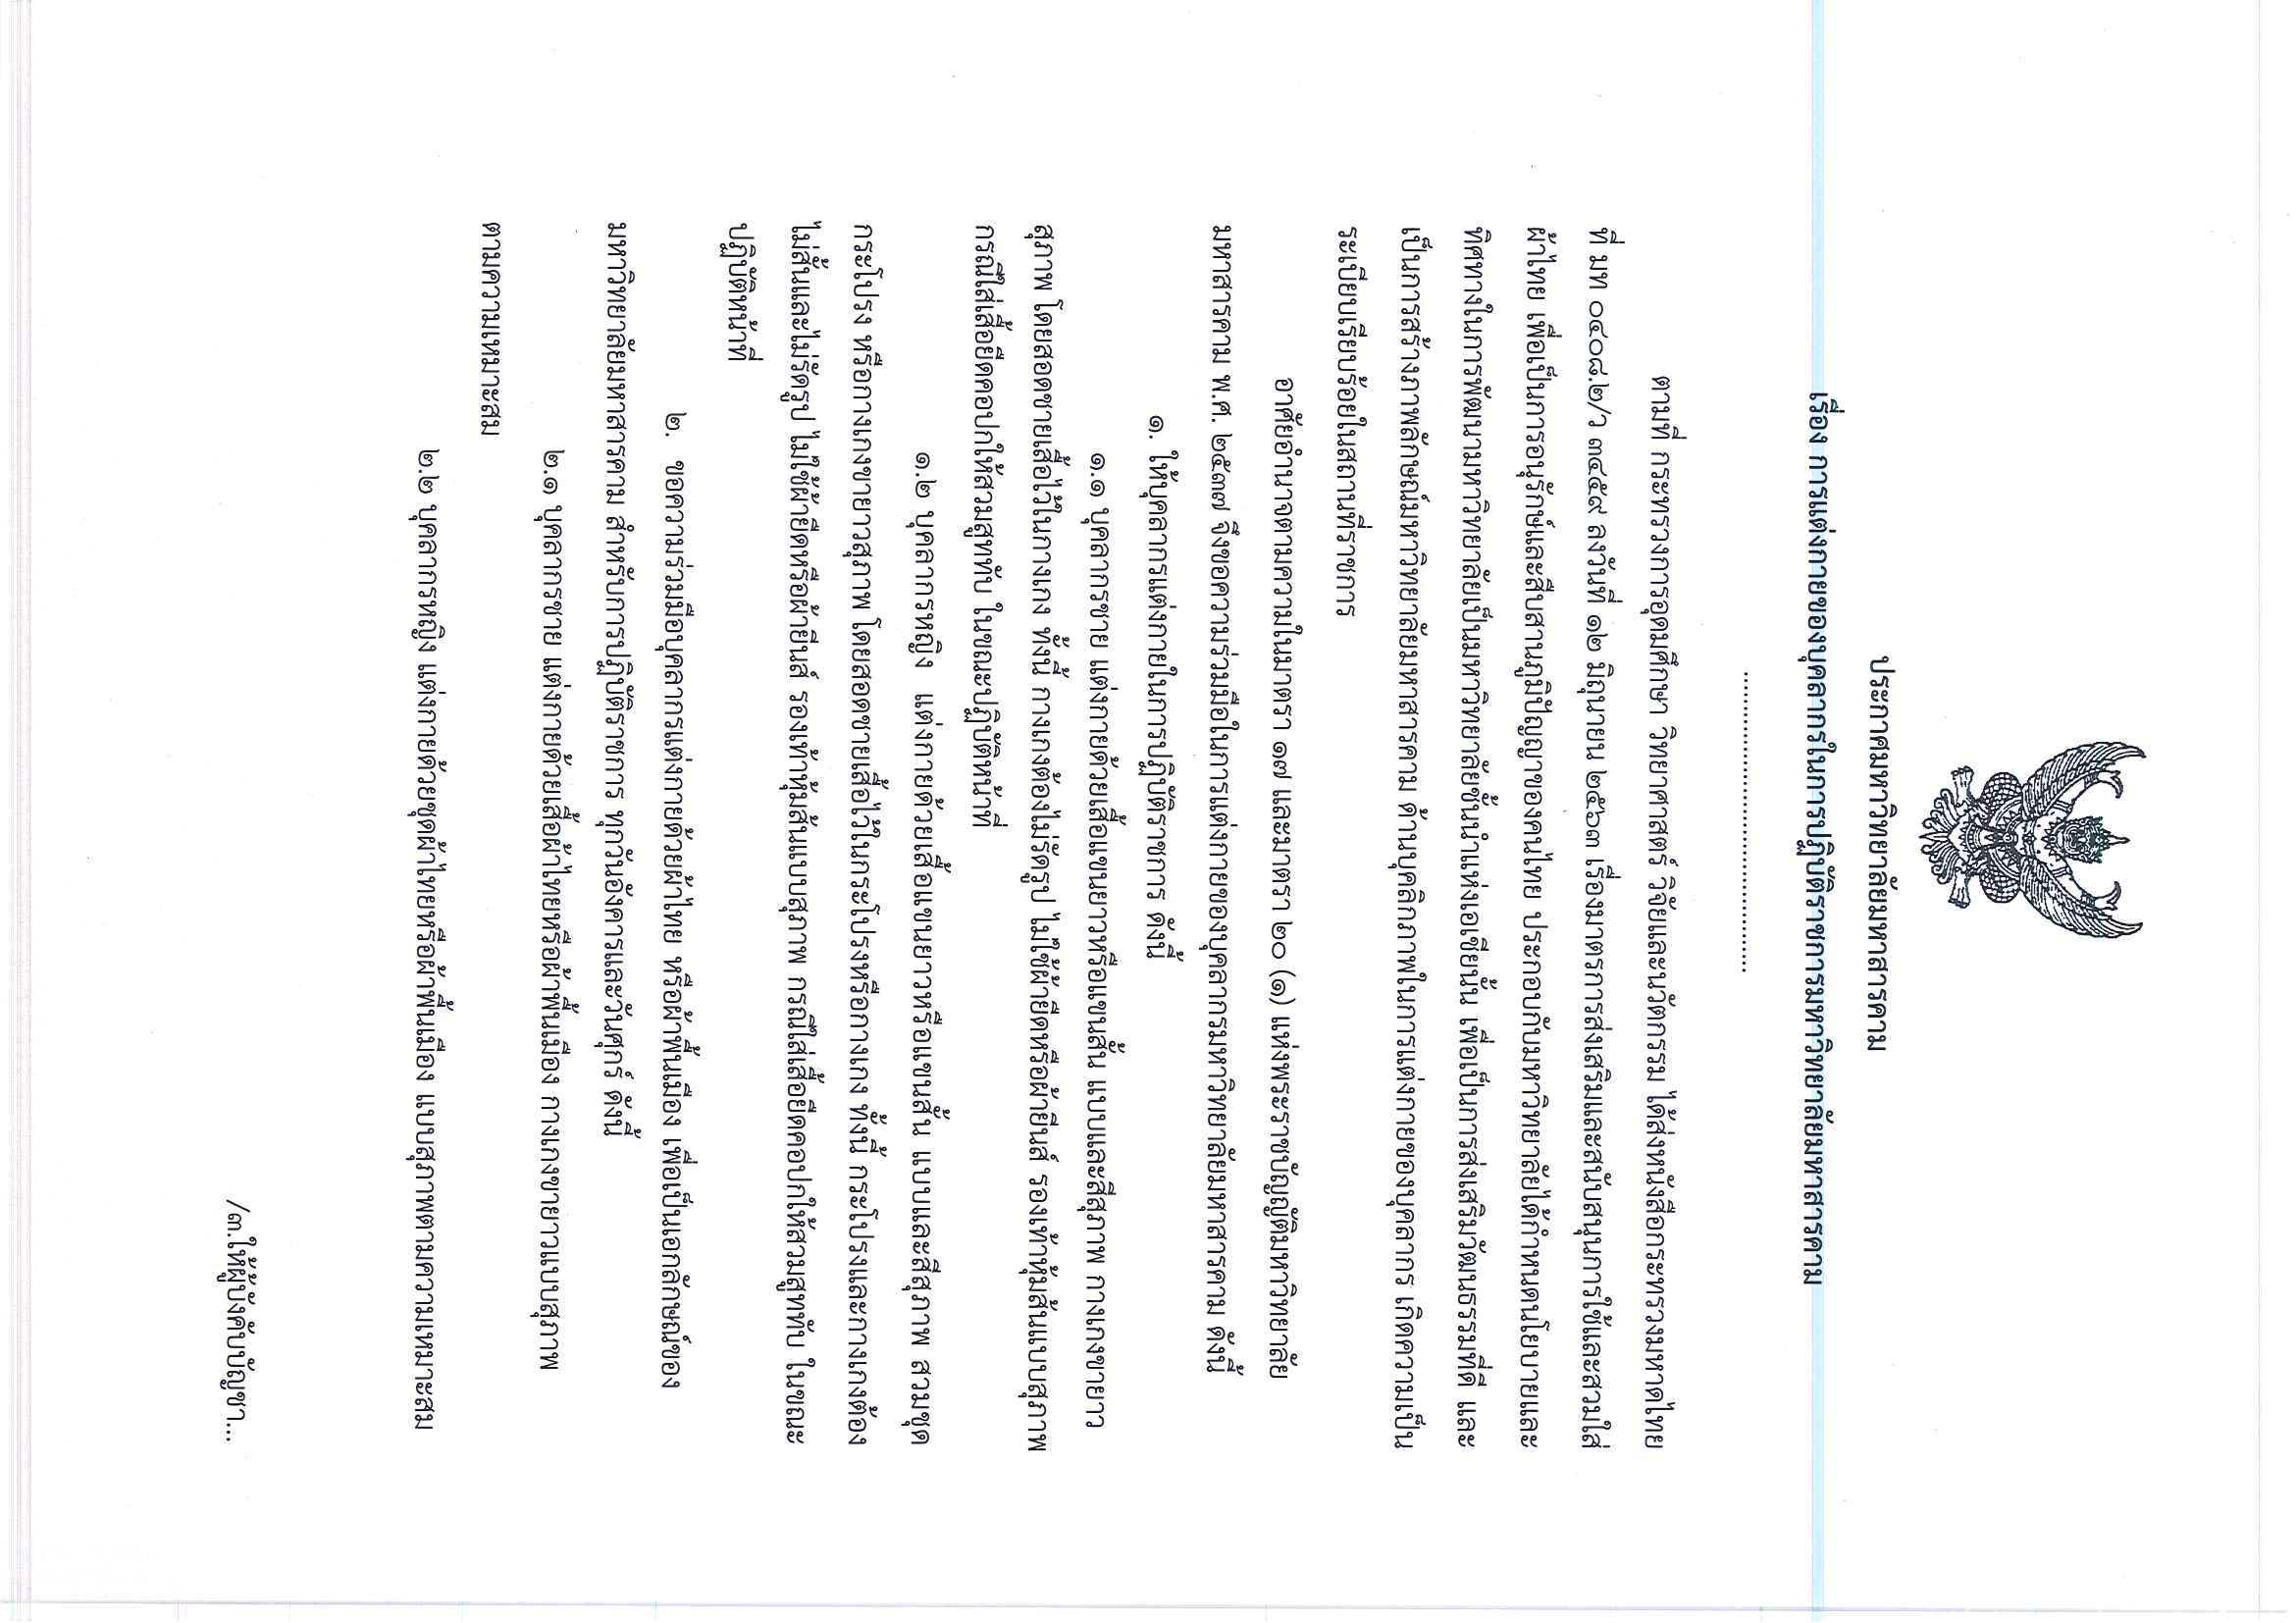 ประกาศมหาวิทยาลัยมหาสารคาม
เรื่อง การแต่งกายของบุคลากรในการปฏิบัติราชการมหาวิทยาลัยมหาสารคาม
................................................
ตามที่ กระทรวงการอุดมศึกษา วิทยาศาสตร์ วิจัยและนวัตกรรม ได้ส่งหนังสือกระทรวงมหาดไทย
ที่ มท ๐๔๐๘.๒/ว ๓๔๕๙ ลงวันที่ ๑๒ มิถุนายน ๒๕๖๓ เรื่องมาตรการส่งเสริมและสนับสนุนการใช้และสวมใส่
ผ้าไทย เพื่อเป็นการอนุรักษ์และสืบสานภูมิปัญญาของคนไทย ประกอบกับมหาวิทยาลัยได้กำหนดนโยบายและ
ทิศทางในการพัฒนามหาวิทยาลัยเป็นมหาวิทยาลัยชั้นนำแห่งเอเชียนั้น เพื่อเป็นการส่งเสริมวัฒนธรรมที่ดี และ
เป็นการสร้างภาพลักษณ์มหาวิทยาลัยมหาสารคาม ด้านบุคลิกภาพในการแต่งกายของบุคลากร เกิดความเป็น
ระเบียบเรียบร้อยในสถานที่ราชการ
อาศัยอำนาจตามความในมาตรา ๑๗ และมาตรา ๒๐ (๑) แห่งพระราชบัญญัติมหาวิทยาลัย
มหาสารคาม พ.ศ. ๒๕๓๗ จึงขอความร่วมมือในการแต่งกายของบุคลากรมหาวิทยาลัยมหาสารคาม ดังนี้
๑. ให้บุคลากรแต่งกายในการปฏิบัติราชการ ดังนี้
๑.๑ บุคลากรชาย แต่งกายด้วยเสื้อแขนยาวหรือแขนสั้น แบบและสีสุภาพ กางเกงขายาว
สุภาพ โดยสอดชายเสื้อไว้ในกางเกง ทั้งนี้ กางเกงต้องไม่รัดรูป ไม่ใช้ผ้ายืดหรือผ้ายีนส์ รองเท้าหุ้มส้นแบบสุภาพ
กรณีใส่เสื้อยืดคอปกให้สวมสูททับ ในขณะปฏิบัติหน้าที่
๑.๒ บุคลากรหญิง แต่งกายด้วยเสื้อแขนยาวหรือแขนสั้น แบบและสีสุภาพ สวมชุด
กระโปรง หรือกางเกงขายาวสุภาพ โดยสอดชายเสื้อไว้ในกระโปรงหรือกางเกง ทั้งนี้ กระโปรงและกางเกงต้อง
ไม่สั้นและไม่รัดรูป ไม่ใช้ผ้ายืดหรือผ้ายีนส์ รองเท้าหุ้มส้นแบบสุภาพ กรณีใส่เสื้อยืดคอปกให้สวมสูททับ ในขณะ
ปฏิบัติหน้าที่
๒. ขอความร่วมมือบุคลากรแต่งกายด้วยผ้าไทย หรือผ้าพื้นเมือง เพื่อเป็นเอกลักษณ์ของ
มหาวิทยาลัยมหาสารคาม สำหรับการปฏิบัติราชการ ทุกวันอังคารและวันศุกร์ ดังนี้
๒.๑ บุคลากรชาย แต่งกายด้วยเสื้อผ้าไทยหรือผ้าพื้นเมือง กางเกงขายาวแบบสุภาพ
ตามความเหมาะสม
๒.๒ บุคลากรหญิง แต่งกายด้วยชุดผ้าไทยหรือผ้าพื้นเมือง แบบสุภาพตามความเหมาะสม
/๓.ให้ผู้บังคับบัญชา...